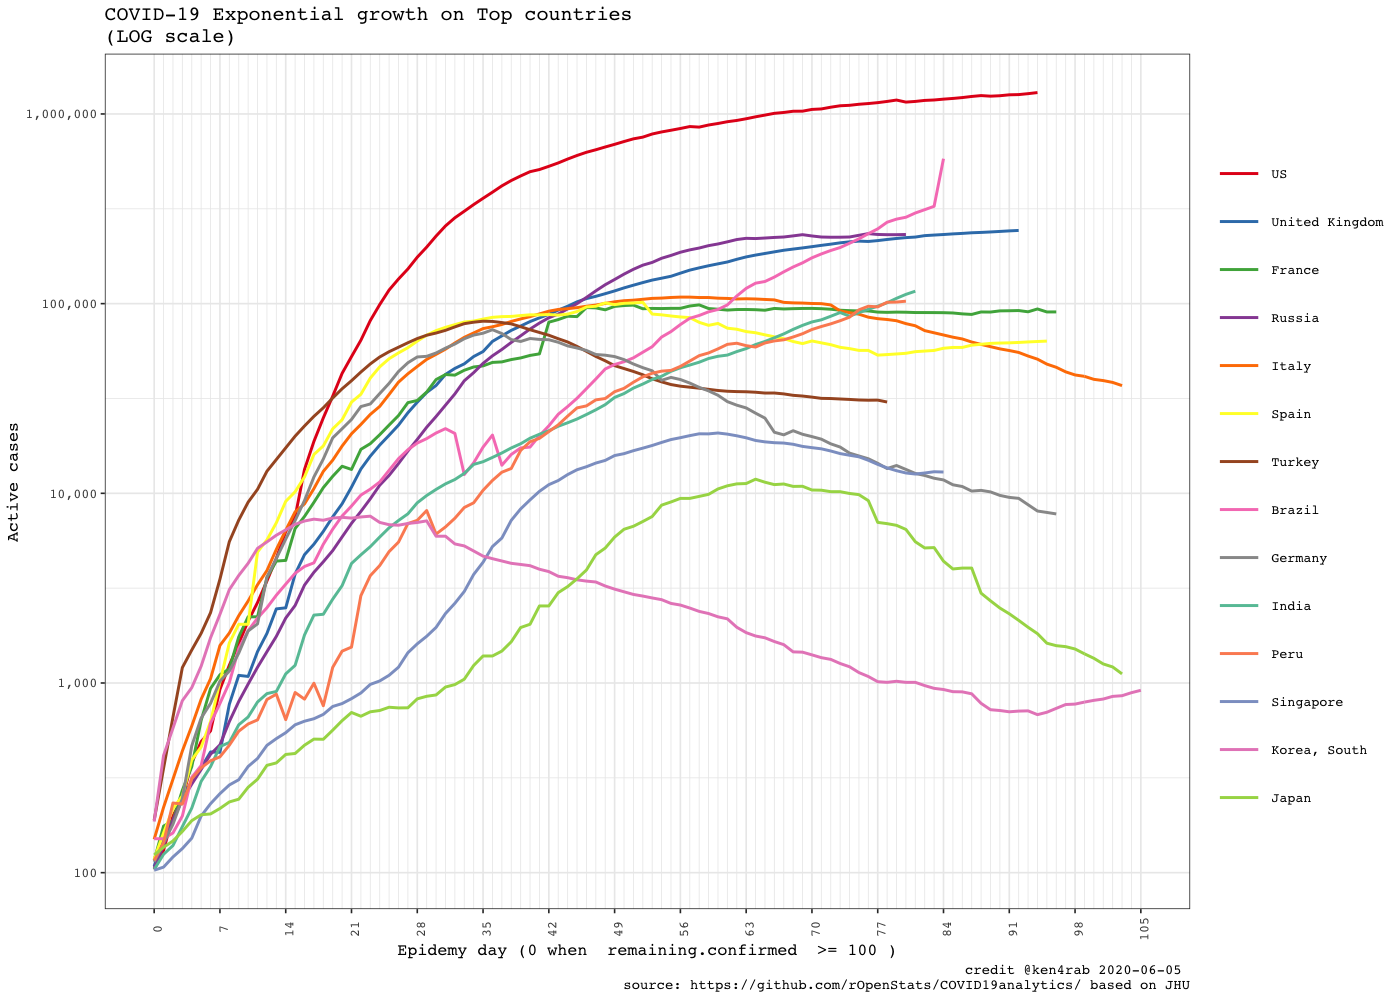 COVID-19 Exponential growth on Top countries
(LOG scale)
Active cases
1,000,000
100,000
10,000
1,000
100
0
7
14
21
28
35
42
49
56
63
70
77
84
91
98
105
Epidemy day (0 when  remaining.confirmed  >= 100 )
US
United Kingdom
France
Russia
Italy
Spain
Turkey
Brazil
Germany
India
Peru
Singapore
Korea, South
Japan
credit @ken4rab 2020-06-05
source: https://github.com/rOpenStats/COVID19analytics/ based on JHU